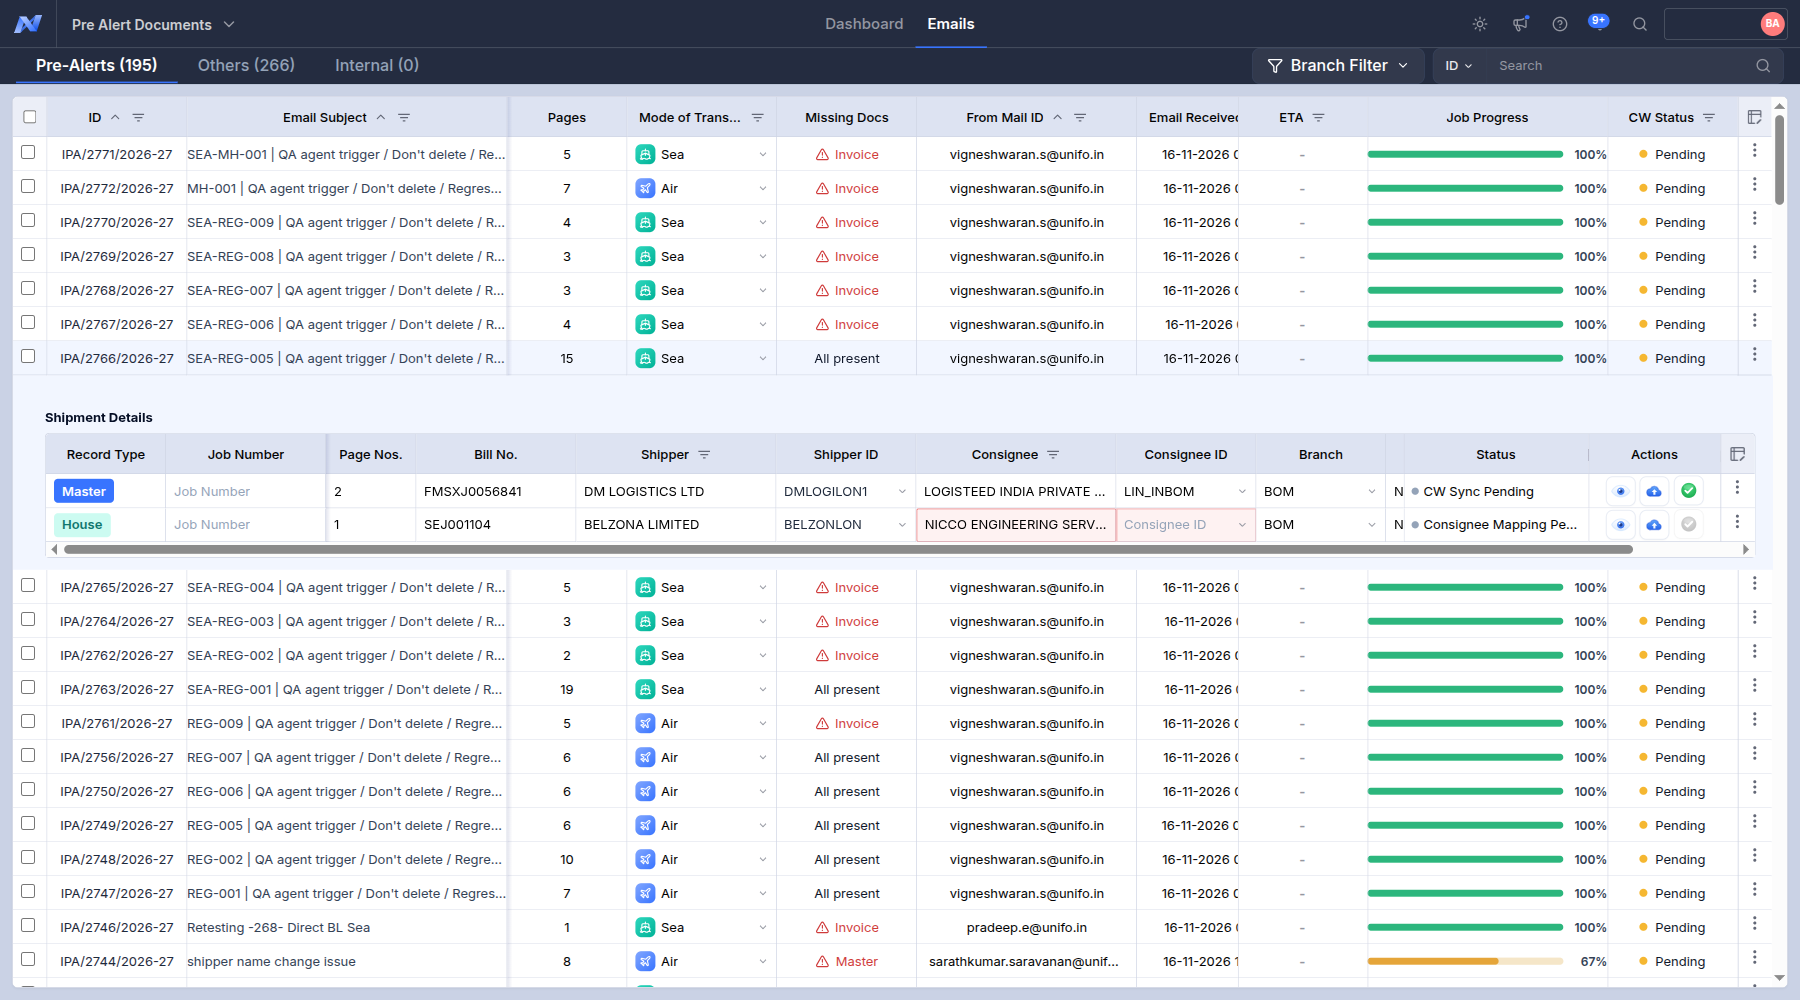 Pre Alert Documents
Dashboard
Emails
9+
BA
Pre-Alerts (195)
Others (266)
Internal (0)
Branch Filter
ID
Search
ID Email Subject Pages Mode of Trans... Missing Docs From Mail ID Email Received ETA Job Progress CW Status
IPA/2771/2026-27 SEA-MH-001 | QA agent trigger / Don't delete / Re... 5 Sea Invoice vigneshwaran.s@unifo.in 16-11-2026 - 100% Pending
IPA/2772/2026-27 MH-001 | QA agent trigger / Don't delete / Regres... 7 Air Invoice vigneshwaran.s@unifo.in 16-11-2026 - 100% Pending
IPA/2770/2026-27 SEA-REG-009 | QA agent trigger / Don't delete / R... 4 Sea Invoice vigneshwaran.s@unifo.in 16-11-2026 - 100% Pending
IPA/2769/2026-27 SEA-REG-008 | QA agent trigger / Don't delete / R... 3 Sea Invoice vigneshwaran.s@unifo.in 16-11-2026 - 100% Pending
IPA/2768/2026-27 SEA-REG-007 | QA agent trigger / Don't delete / R... 3 Sea Invoice vigneshwaran.s@unifo.in 16-11-2026 - 100% Pending
IPA/2767/2026-27 SEA-REG-006 | QA agent trigger / Don't delete / R... 4 Sea Invoice vigneshwaran.s@unifo.in 16-11-2026 - 100% Pending
IPA/2766/2026-27 SEA-REG-005 | QA agent trigger / Don't delete / R... 15 Sea All present vigneshwaran.s@unifo.in 16-11-2026 - 100% Pending
Shipment Details
Record Type Job Number Page Nos. Bill No. Shipper Shipper ID Consignee Consignee ID Branch Status Actions
Master Job Number 2 FMSXJ0056841 DM LOGISTICS LTD DMLOGILON1 LOGISTEED INDIA PRIVATE ... LIN_INBOM BOM N CW Sync Pending
House Job Number 1 SEJ001104 BELZONA LIMITED BELZONLON NICCO ENGINEERING SERV... Consignee ID BOM N Consignee Mapping Pe...
IPA/2765/2026-27 SEA-REG-004 | QA agent trigger / Don't delete / R... 5 Sea Invoice vigneshwaran.s@unifo.in 16-11-2026 - 100% Pending
IPA/2764/2026-27 SEA-REG-003 | QA agent trigger / Don't delete / R... 3 Sea Invoice vigneshwaran.s@unifo.in 16-11-2026 - 100% Pending
IPA/2762/2026-27 SEA-REG-002 | QA agent trigger / Don't delete / R... 2 Sea Invoice vigneshwaran.s@unifo.in 16-11-2026 - 100% Pending
IPA/2763/2026-27 SEA-REG-001 | QA agent trigger / Don't delete / R... 19 Sea All present vigneshwaran.s@unifo.in 16-11-2026 - 100% Pending
IPA/2761/2026-27 REG-009 | QA agent trigger / Don't delete / Regre... 5 Air Invoice vigneshwaran.s@unifo.in 16-11-2026 - 100% Pending
IPA/2756/2026-27 REG-007 | QA agent trigger / Don't delete / Regre... 6 Air All present vigneshwaran.s@unifo.in 16-11-2026 - 100% Pending
IPA/2750/2026-27 REG-006 | QA agent trigger / Don't delete / Regre... 6 Air All present vigneshwaran.s@unifo.in 16-11-2026 - 100% Pending
IPA/2749/2026-27 REG-005 | QA agent trigger / Don't delete / Regre... 6 Air All present vigneshwaran.s@unifo.in 16-11-2026 - 100% Pending
IPA/2748/2026-27 REG-002 | QA agent trigger / Don't delete / Regre... 10 Air All present vigneshwaran.s@unifo.in 16-11-2026 - 100% Pending
IPA/2747/2026-27 REG-001 | QA agent trigger / Don't delete / Regres... 7 Air All present vigneshwaran.s@unifo.in 16-11-2026 - 100% Pending
IPA/2746/2026-27 Retesting -268- Direct BL Sea 1 Sea Invoice pradeep.e@unifo.in 16-11-2026 - 100% Pending
IPA/2744/2026-27 shipper name change issue 8 Air Master sarathkumar.saravanan@unif... 16-11-2026 - 67% Pending